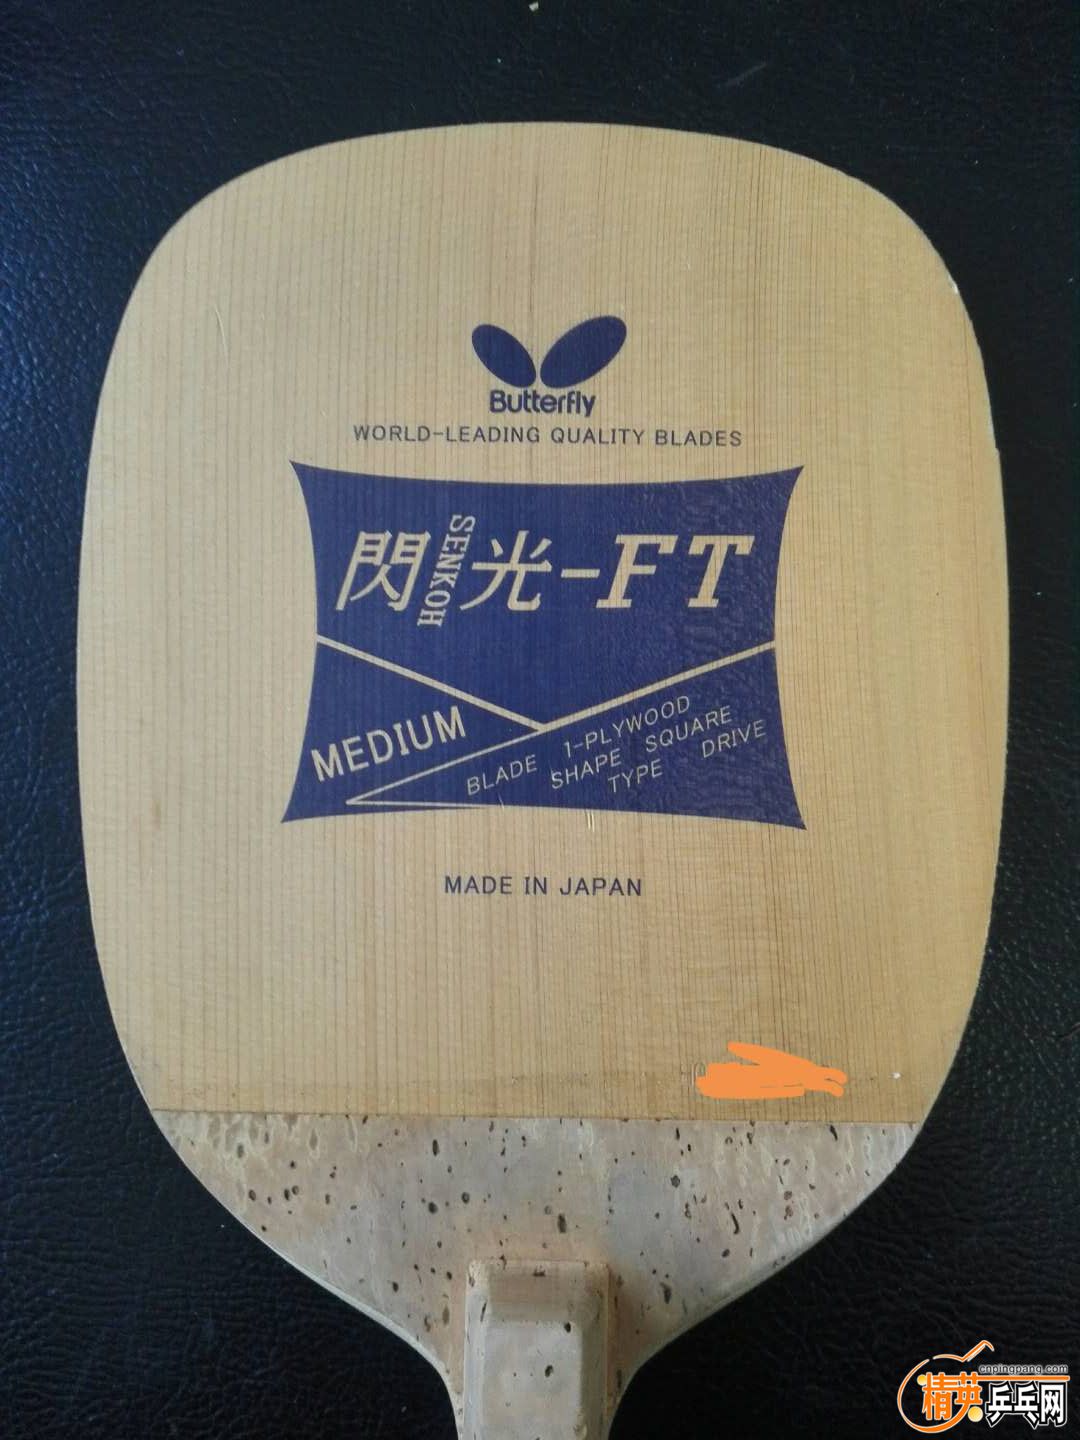 Butterfly
WORLD-LEADING QUALITY BLADES
閃光-FT
SENKOH
MEDIUM
BLADE 1-PLYWOOD
SHAPE SQUARE
TYPE DRIVE
MADE IN JAPAN
cnpingpang.com
精英乒乓网